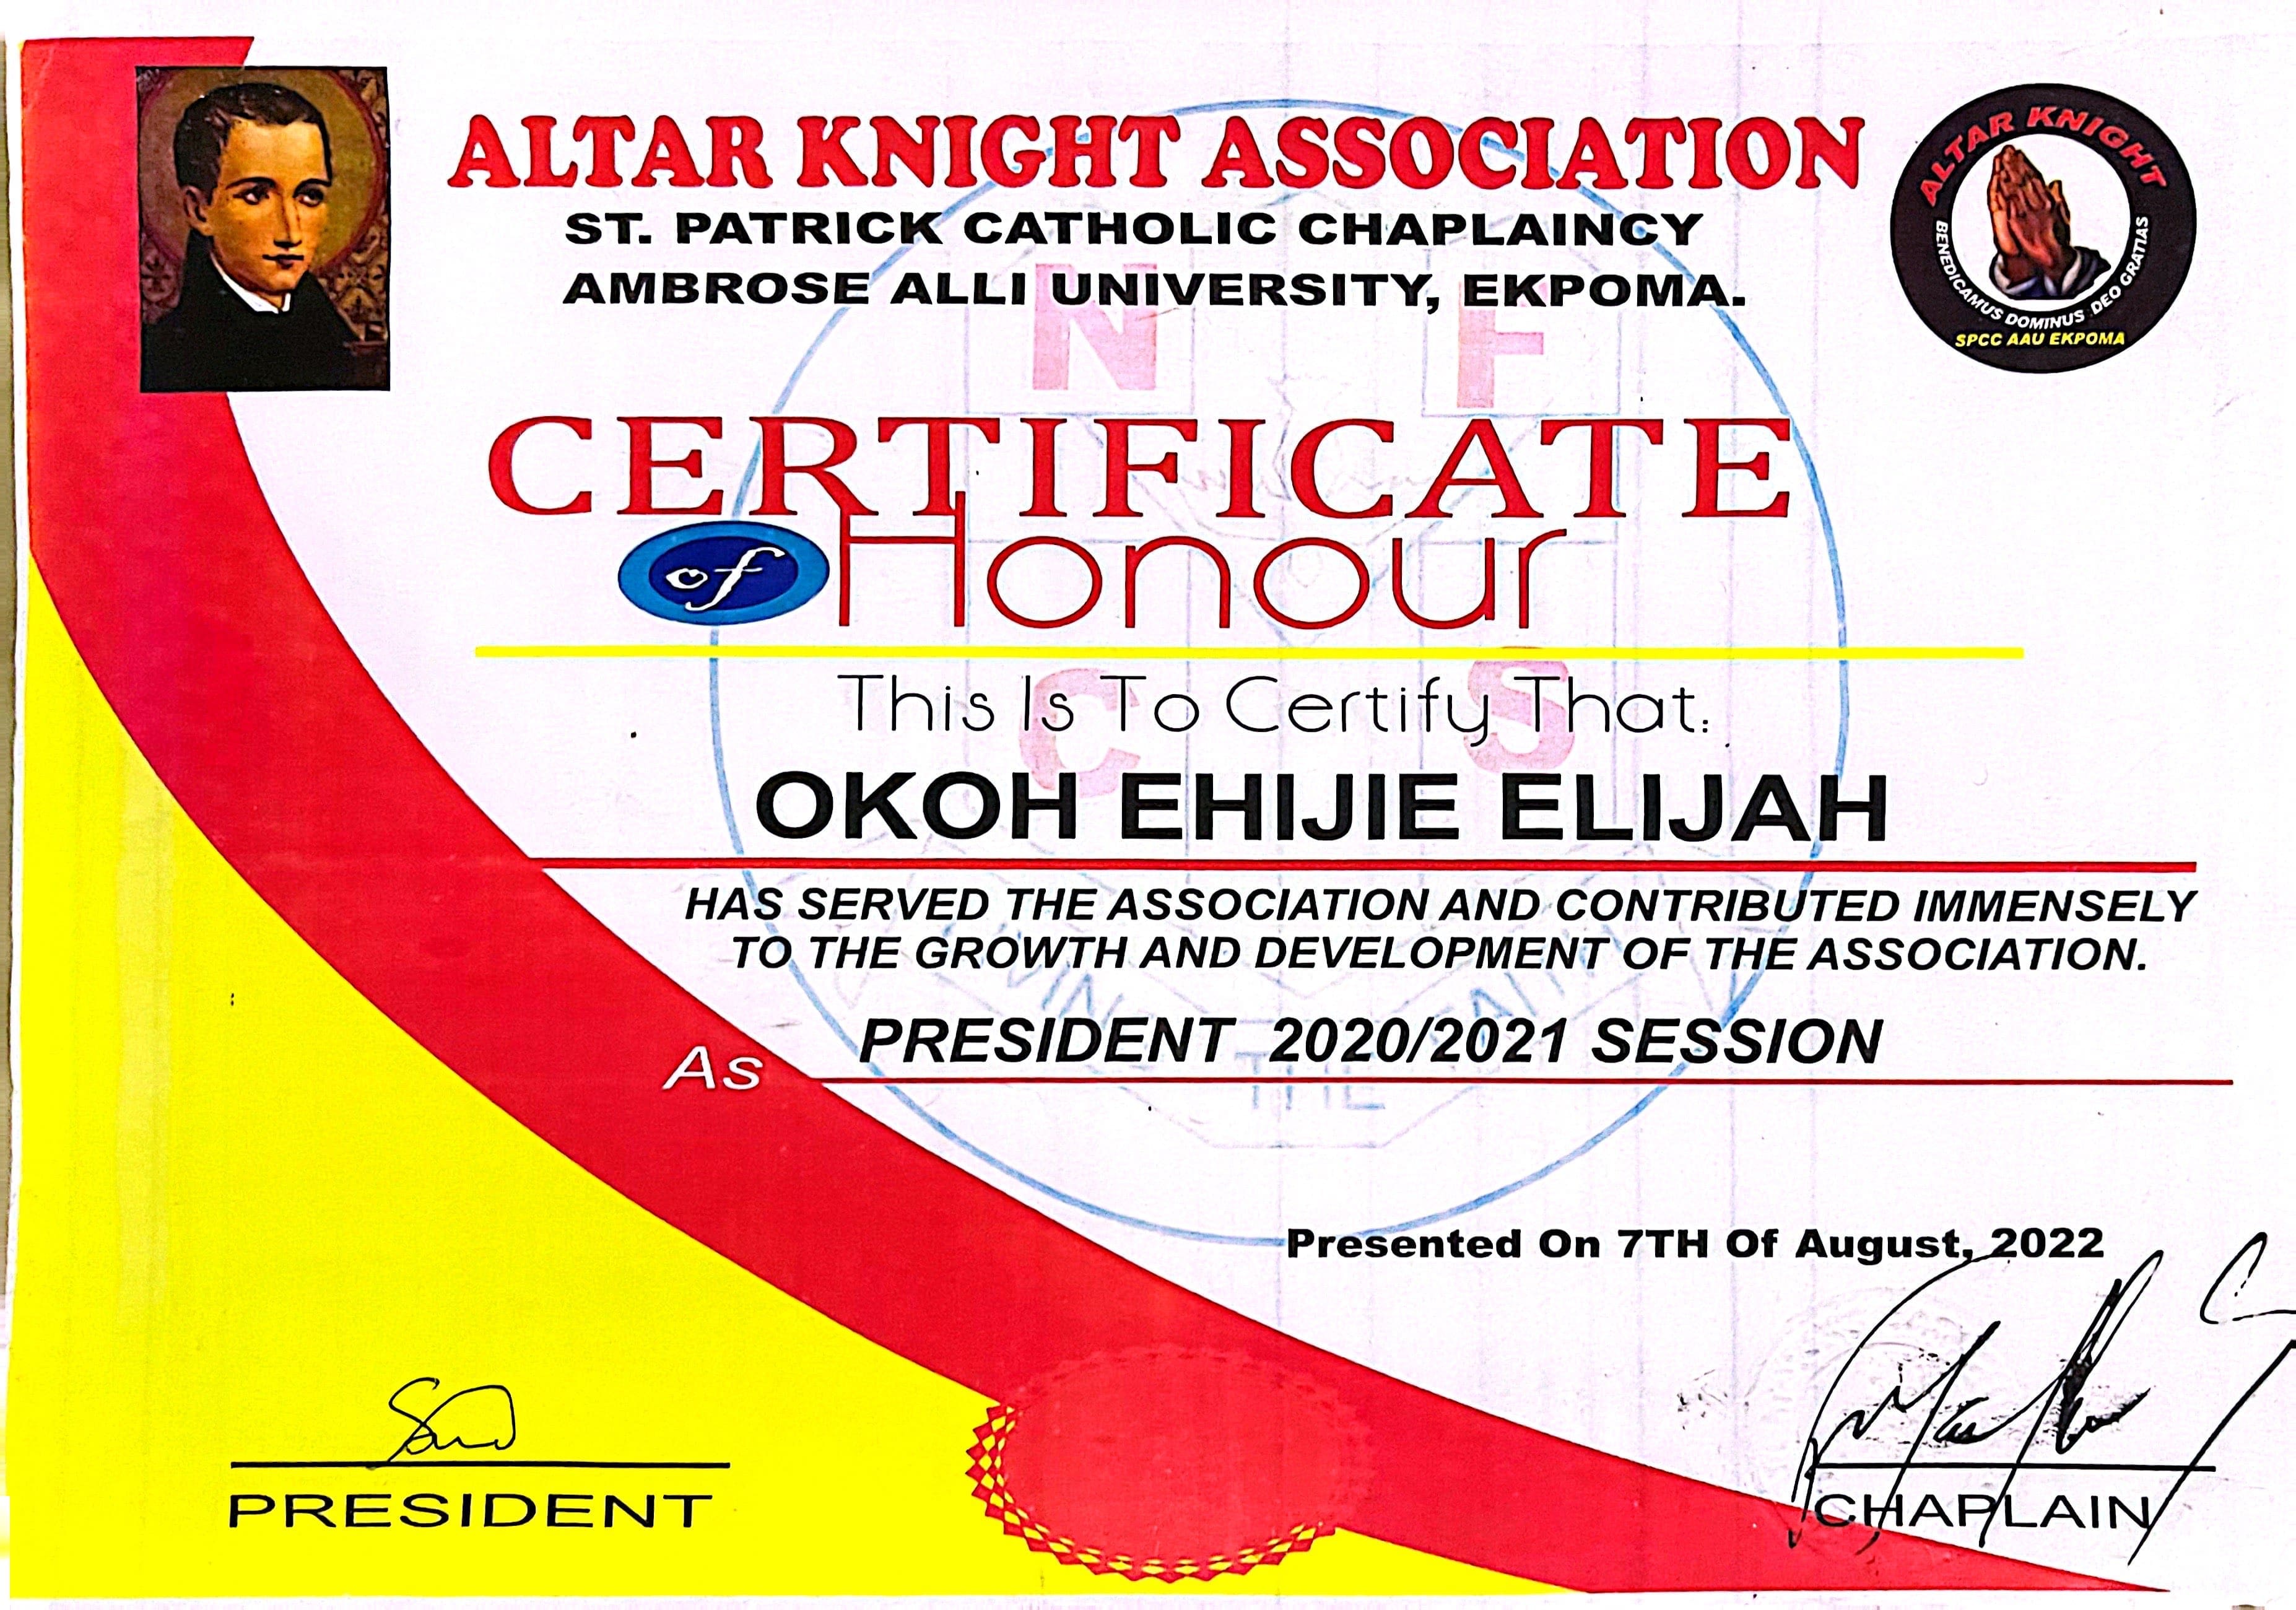 ALTAR KNIGHT ASSOCIATION
ST. PATRICK CATHOLIC CHAPLAINCY
AMBROSE ALLI UNIVERSITY, EKPOMA.
ALTAR KNIGHT
BENEDICAMUS DOMINUS DEO GRATIAS
SPCC AAU EKPOMA
N F
CERTIFICATE
of Honour
This Is To Certify That:
C S
OKOH EHIJIE ELIJAH
HAS SERVED THE ASSOCIATION AND CONTRIBUTED IMMENSELY
TO THE GROWTH AND DEVELOPMENT OF THE ASSOCIATION.
As PRESIDENT 2020/2021 SESSION
THE
Presented On 7TH Of August, 2022
PRESIDENT
CHAPLAIN